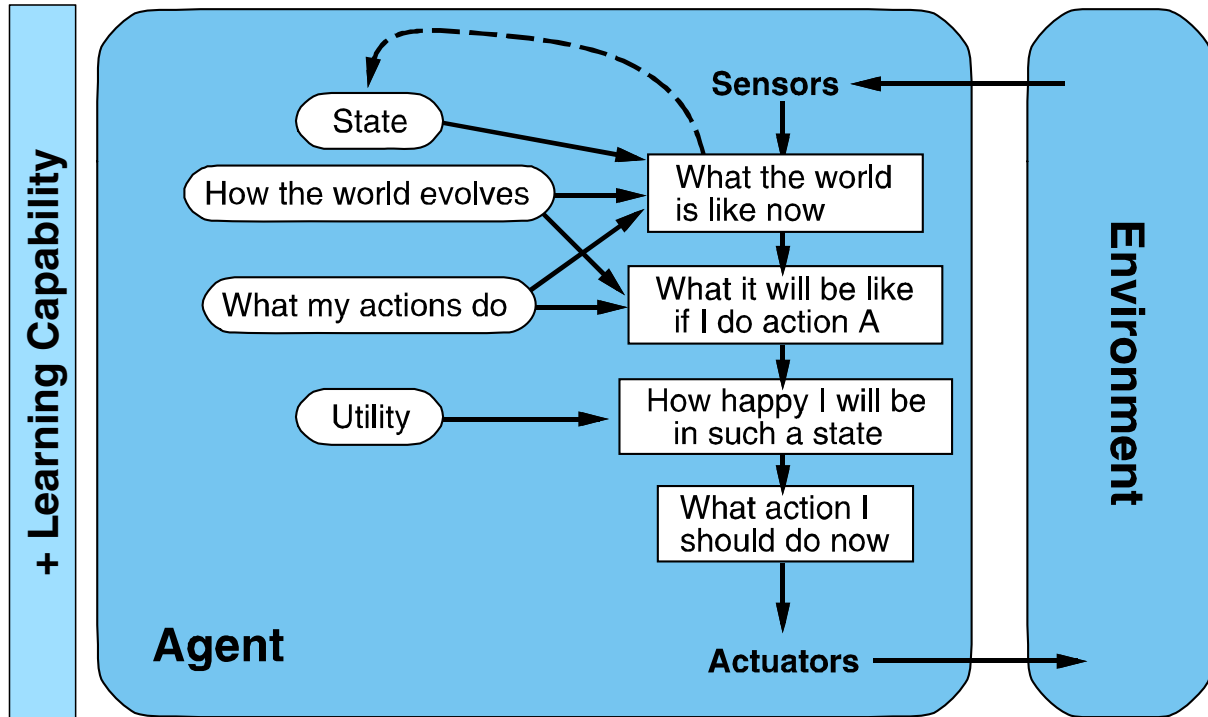 + Learning Capability
Sensors
State
What the world
is like now
How the world evolves
What my actions do
What it will be like
if I do action A
Utility
How happy I will be
in such a state
What action I
should do now
Agent
Actuators
Environment